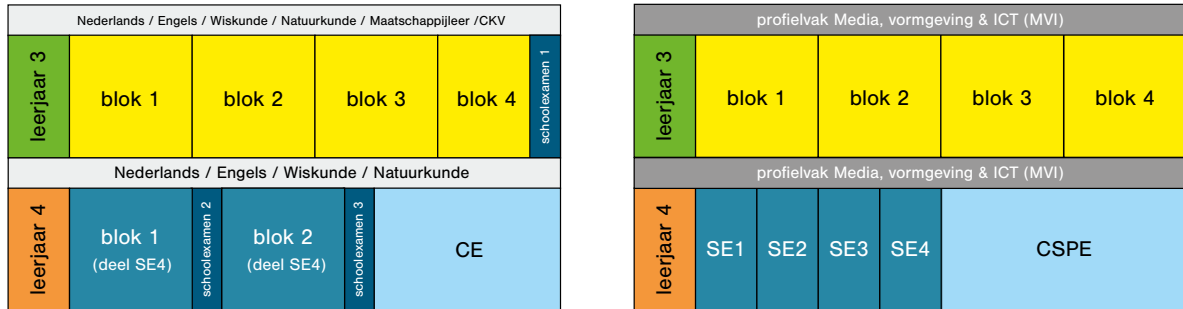 Nederlands / Engels / Wiskunde / Natuurkunde / Maatschappijleer /CKV
leerjaar 3
blok 1
blok 2
blok 3
blok 4
schoolexamen 1
Nederlands / Engels / Wiskunde / Natuurkunde
leerjaar 4
blok 1
(deel SE4)
schoolexamen 2
blok 2
(deel SE4)
schoolexamen 3
CE
profielvak Media, vormgeving & ICT (MVI)
leerjaar 3
blok 1
blok 2
blok 3
blok 4
profielvak Media, vormgeving & ICT (MVI)
leerjaar 4
SE1
SE2
SE3
SE4
CSPE